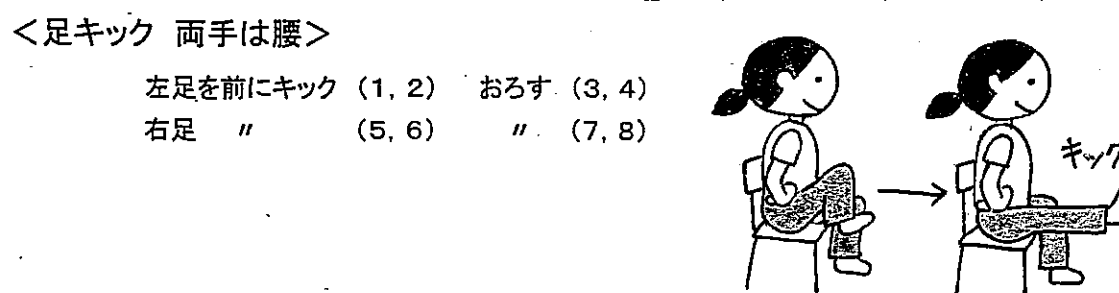 ＜足キック 両手は腰＞
左足を前にキック (1, 2) おろす (3, 4)
右足 〃 (5, 6) 〃 (7, 8)
キック